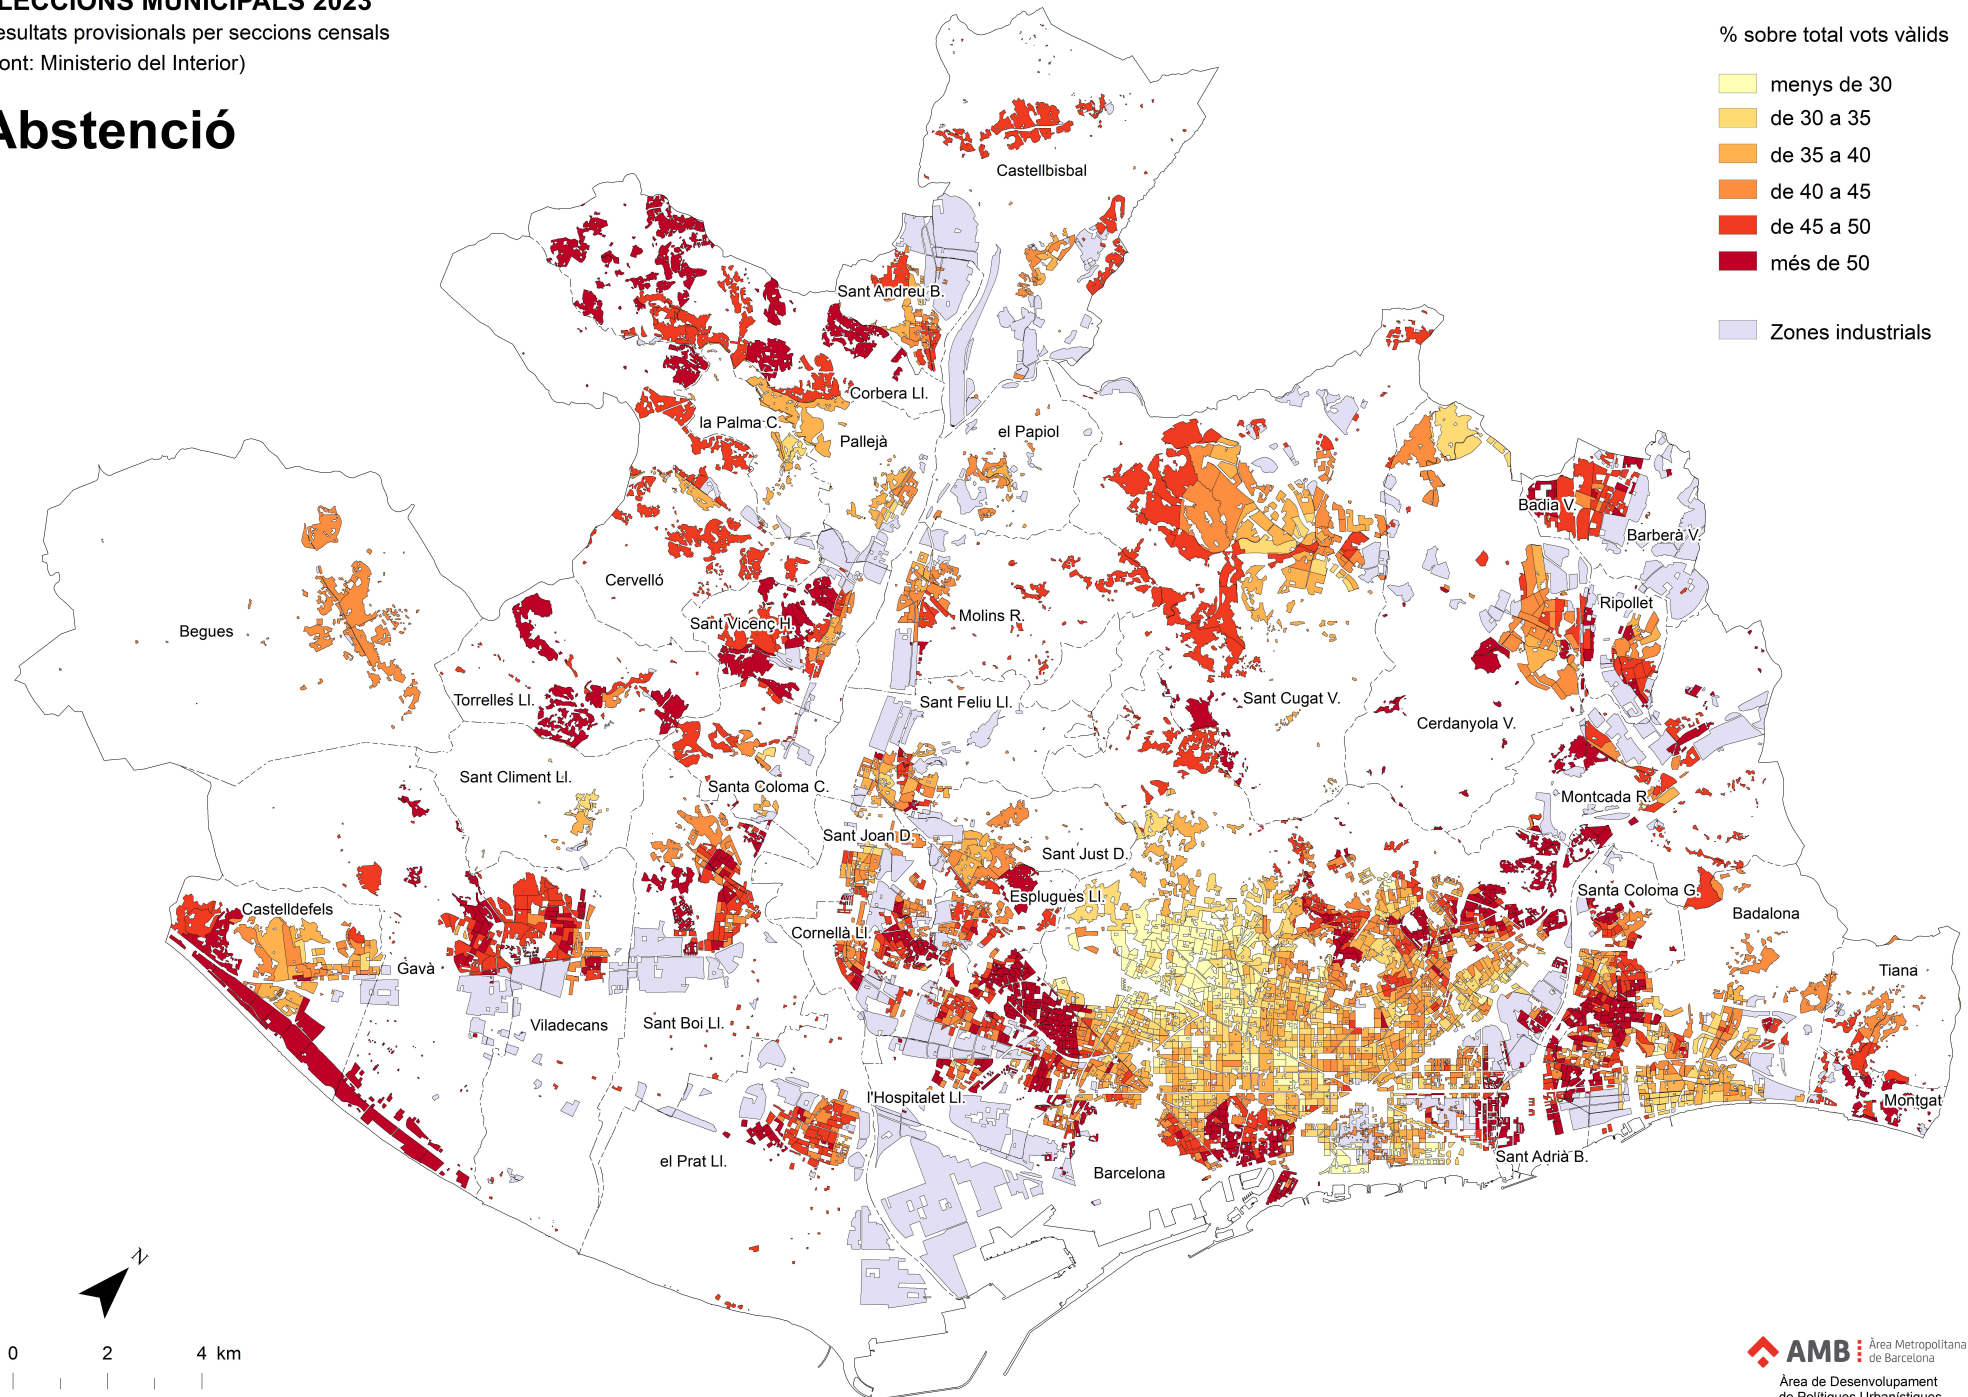 LECCIONS MUNICIPALS 2023
esultats provisionals per seccions censals
ont: Ministerio del Interior)
Abstenció
% sobre total vots vàlids
menys de 30
de 30 a 35
de 35 a 40
de 40 a 45
de 45 a 50
més de 50
Zones industrials
Castellbisbal
Sant Andreu B.
Corbera Ll.
la Palma C.
Pallejà
el Papiol
Badia V.
Barberà V.
Cervelló
Ripollet
Begues
Sant Vicenç H.
Molins R.
Torrelles Ll.
Sant Feliu Ll.
Sant Cugat V.
Cerdanyola V.
Sant Climent Ll.
Santa Coloma C.
Montcada R.
Sant Joan D.
Sant Just D.
Esplugues Ll.
Santa Coloma G.
Castelldefels
Badalona
Cornellà Ll.
Gavà
Tiana
Viladecans
Sant Boi Ll.
l'Hospitalet Ll.
Montgat
el Prat Ll.
Barcelona
Sant Adrià B.
N
0 2 4 km
AMB Àrea Metropolitana
de Barcelona
Àrea de Desenvolupament
de Polítiques Urbanístiques